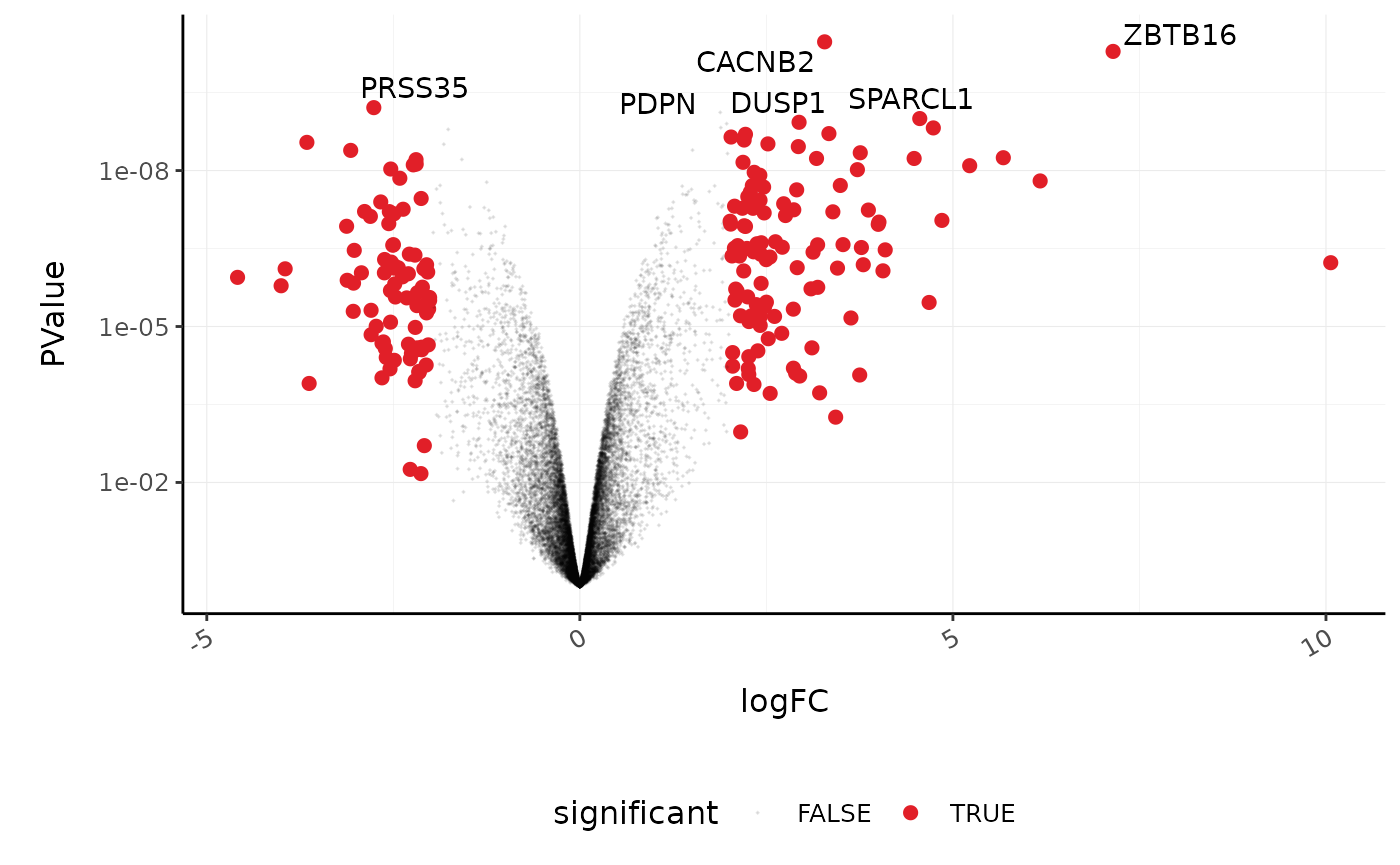 ZBTB16
CACNB2
PRSS35
PDPN
DUSP1
SPARCL1
1e-08
1e-05
1e-02
PValue
-5
0
5
10
logFC
significant FALSE TRUE